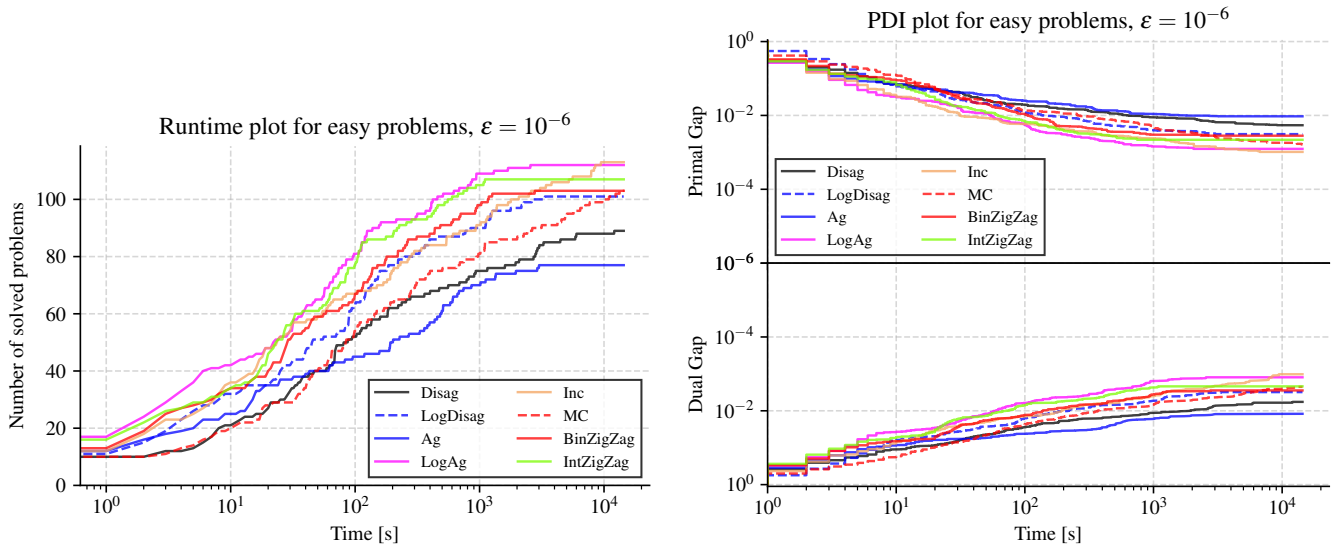 Runtime plot for easy problems, ε = 10⁻⁶
Number of solved problems
100
80
60
40
20
0
10⁰ 10¹ 10² 10³ 10⁴
Time [s]
Disag Inc
LogDisag MC
Ag BinZigZag
LogAg IntZigZag
PDI plot for easy problems, ε = 10⁻⁶
Primal Gap
10⁰
10⁻²
10⁻⁴
10⁻⁶
Disag Inc
LogDisag MC
Ag BinZigZag
LogAg IntZigZag
Dual Gap
10⁻⁴
10⁻²
10⁰
10⁰ 10¹ 10² 10³ 10⁴
Time [s]